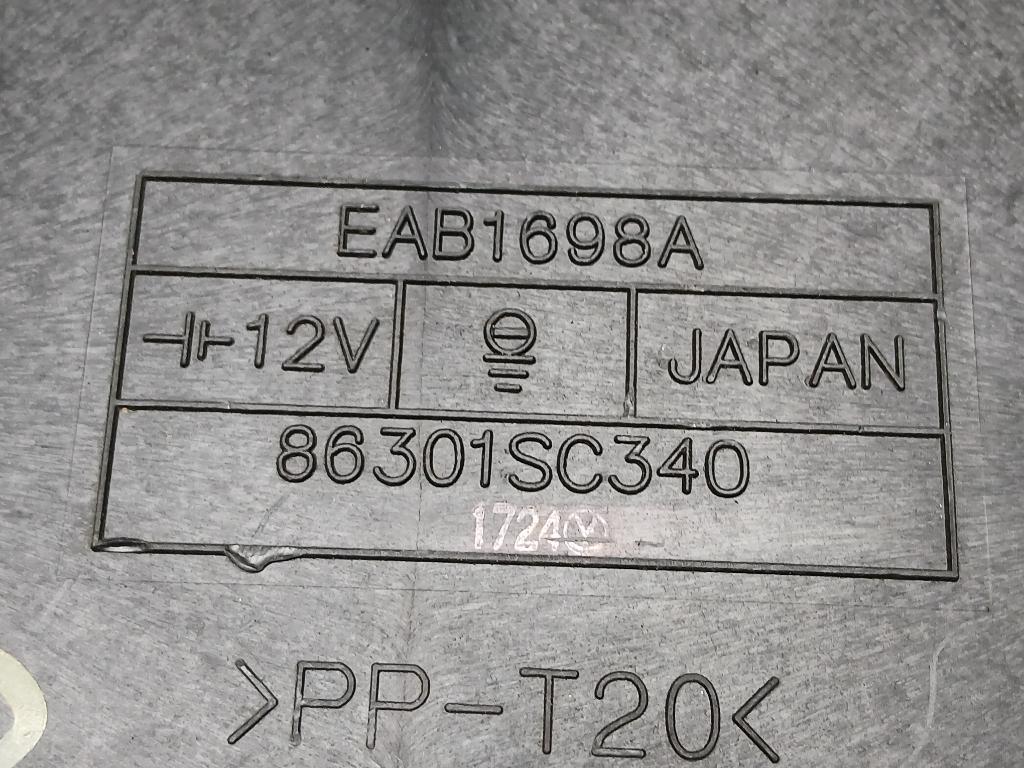 EAB1698A
12V JAPAN
86301SC340
1724
>PP-T20<